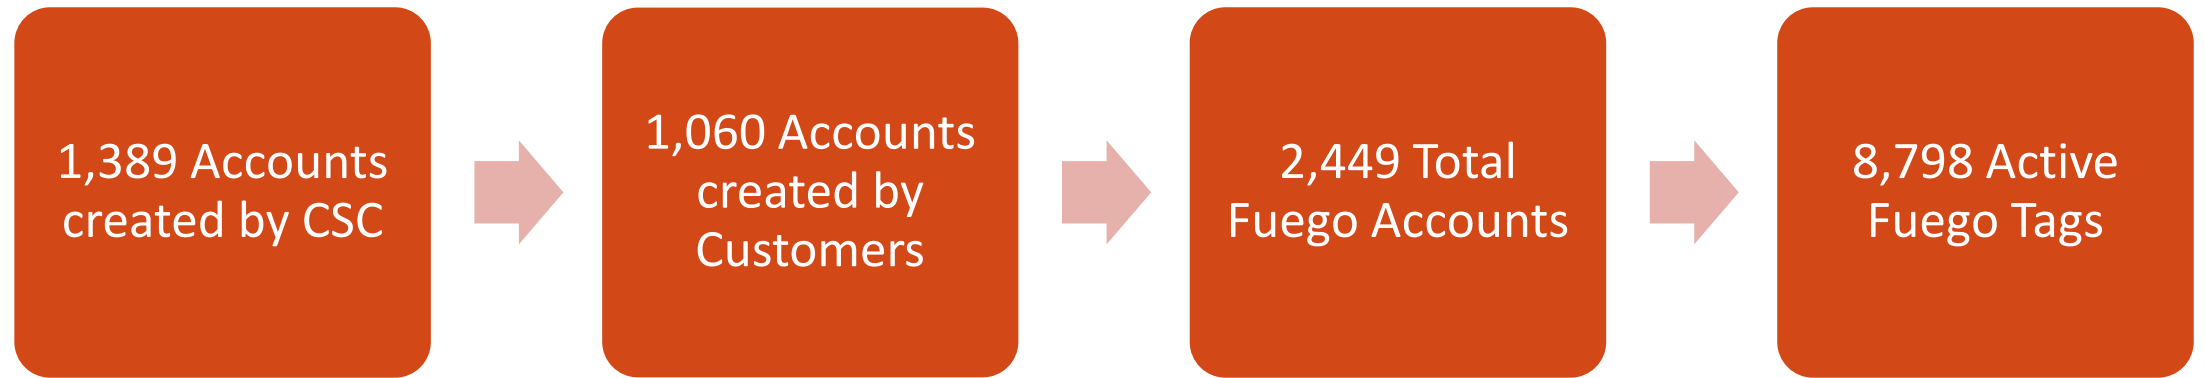 1,389 Accounts
created by CSC
1,060 Accounts
created by
Customers
2,449 Total
Fuego Accounts
8,798 Active
Fuego Tags